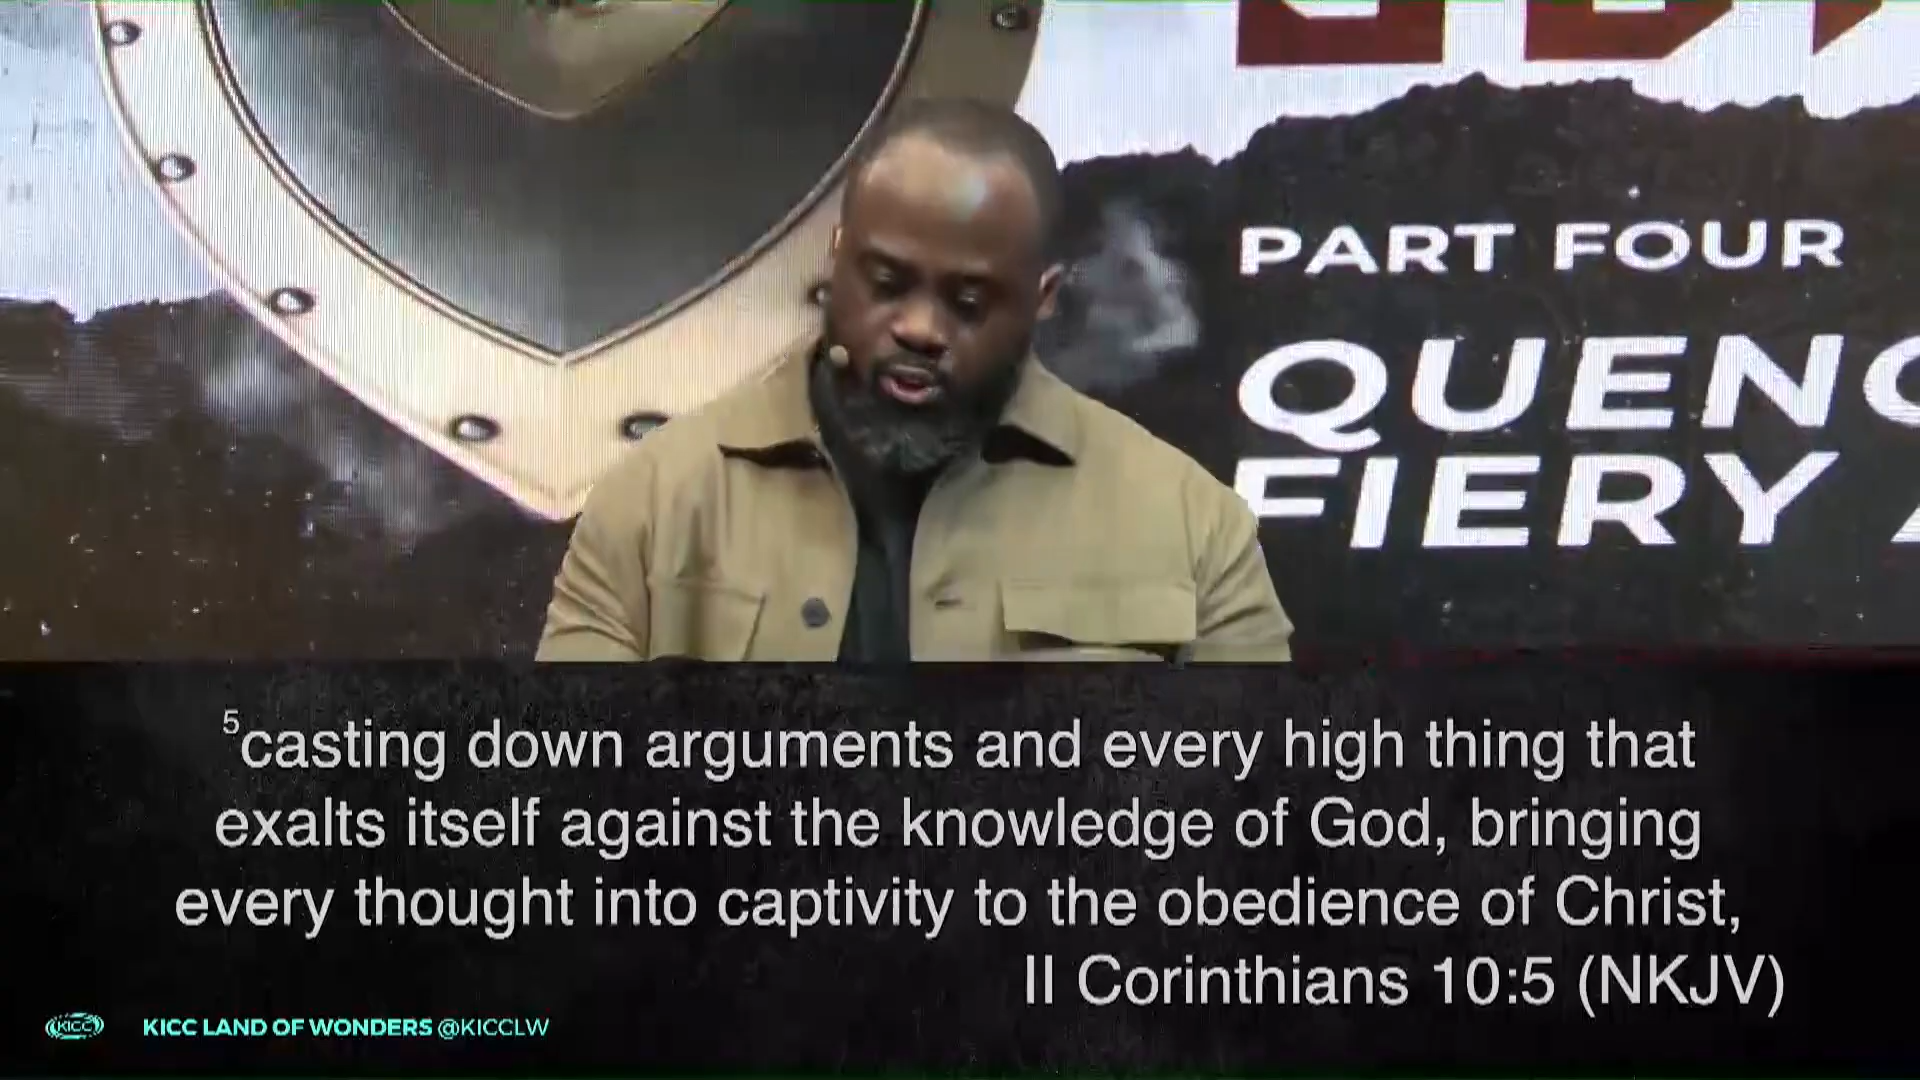 PART FOUR
QUENC
FIERY
5casting down arguments and every high thing that
exalts itself against the knowledge of God, bringing
every thought into captivity to the obedience of Christ,
II Corinthians 10:5 (NKJV)
KICC KICC LAND OF WONDERS @KICCLW